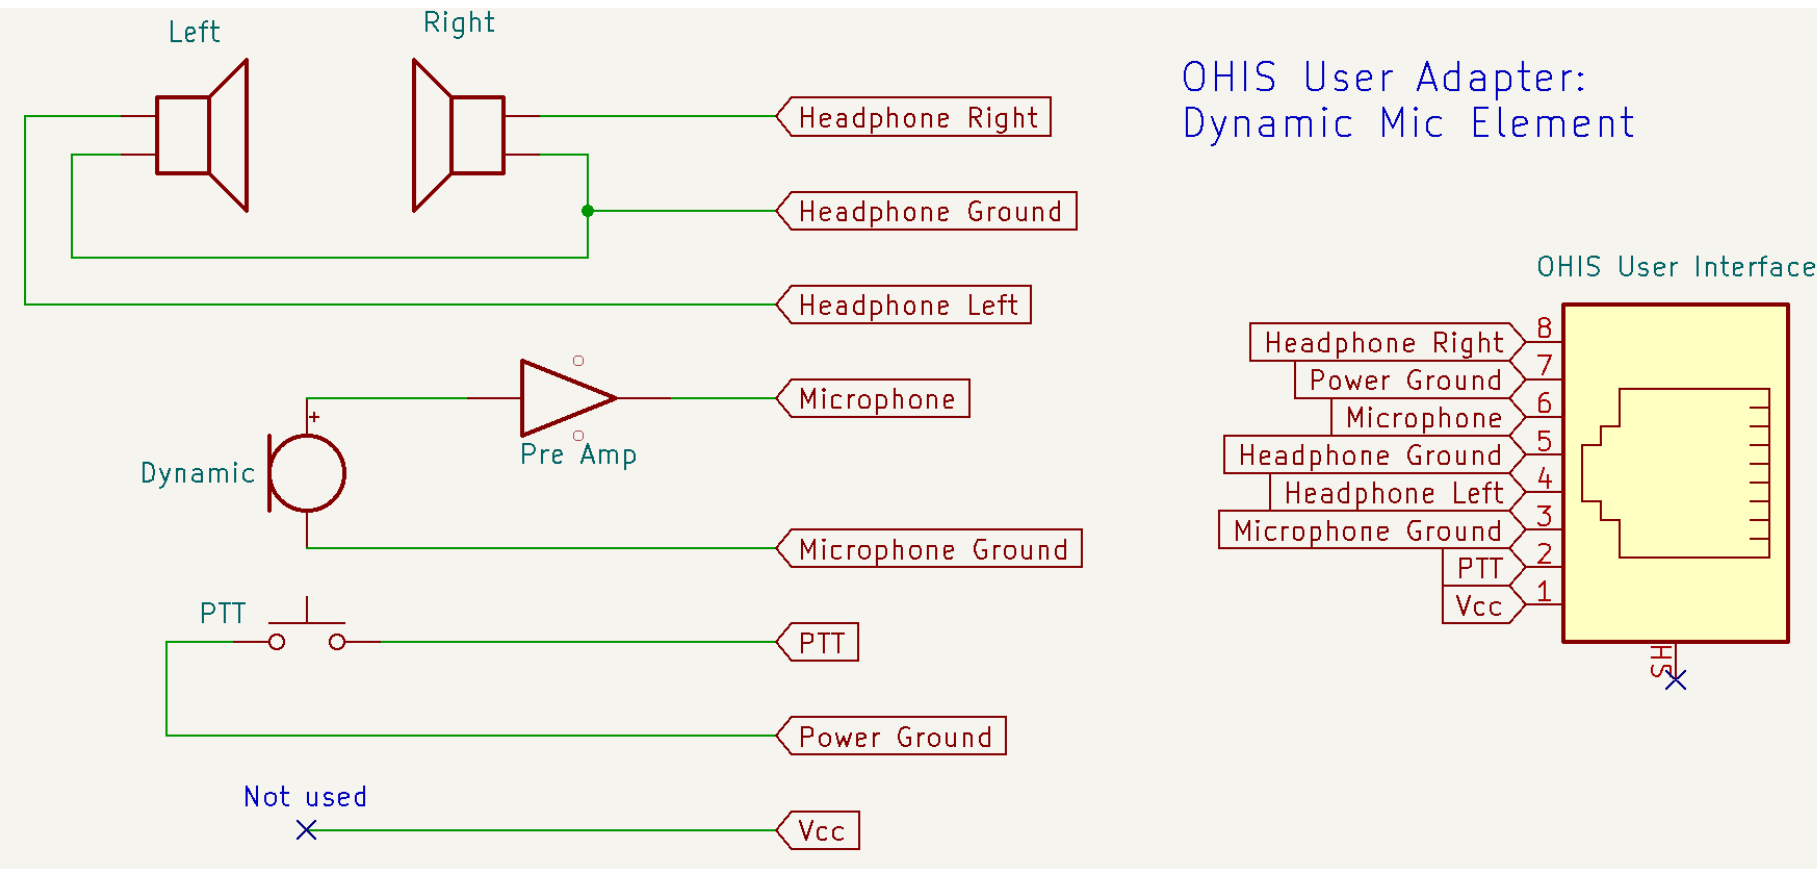 Left
Right
Headphone Right
Headphone Ground
Headphone Left
+
Microphone
Pre Amp
Dynamic
Microphone Ground
PTT
PTT
Power Ground
Not used
Vcc
OHIS User Adapter:
Dynamic Mic Element
OHIS User Interface
Headphone Right 8
Power Ground 7
Microphone 6
Headphone Ground 5
Headphone Left 4
Microphone Ground 3
PTT 2
Vcc 1
SH